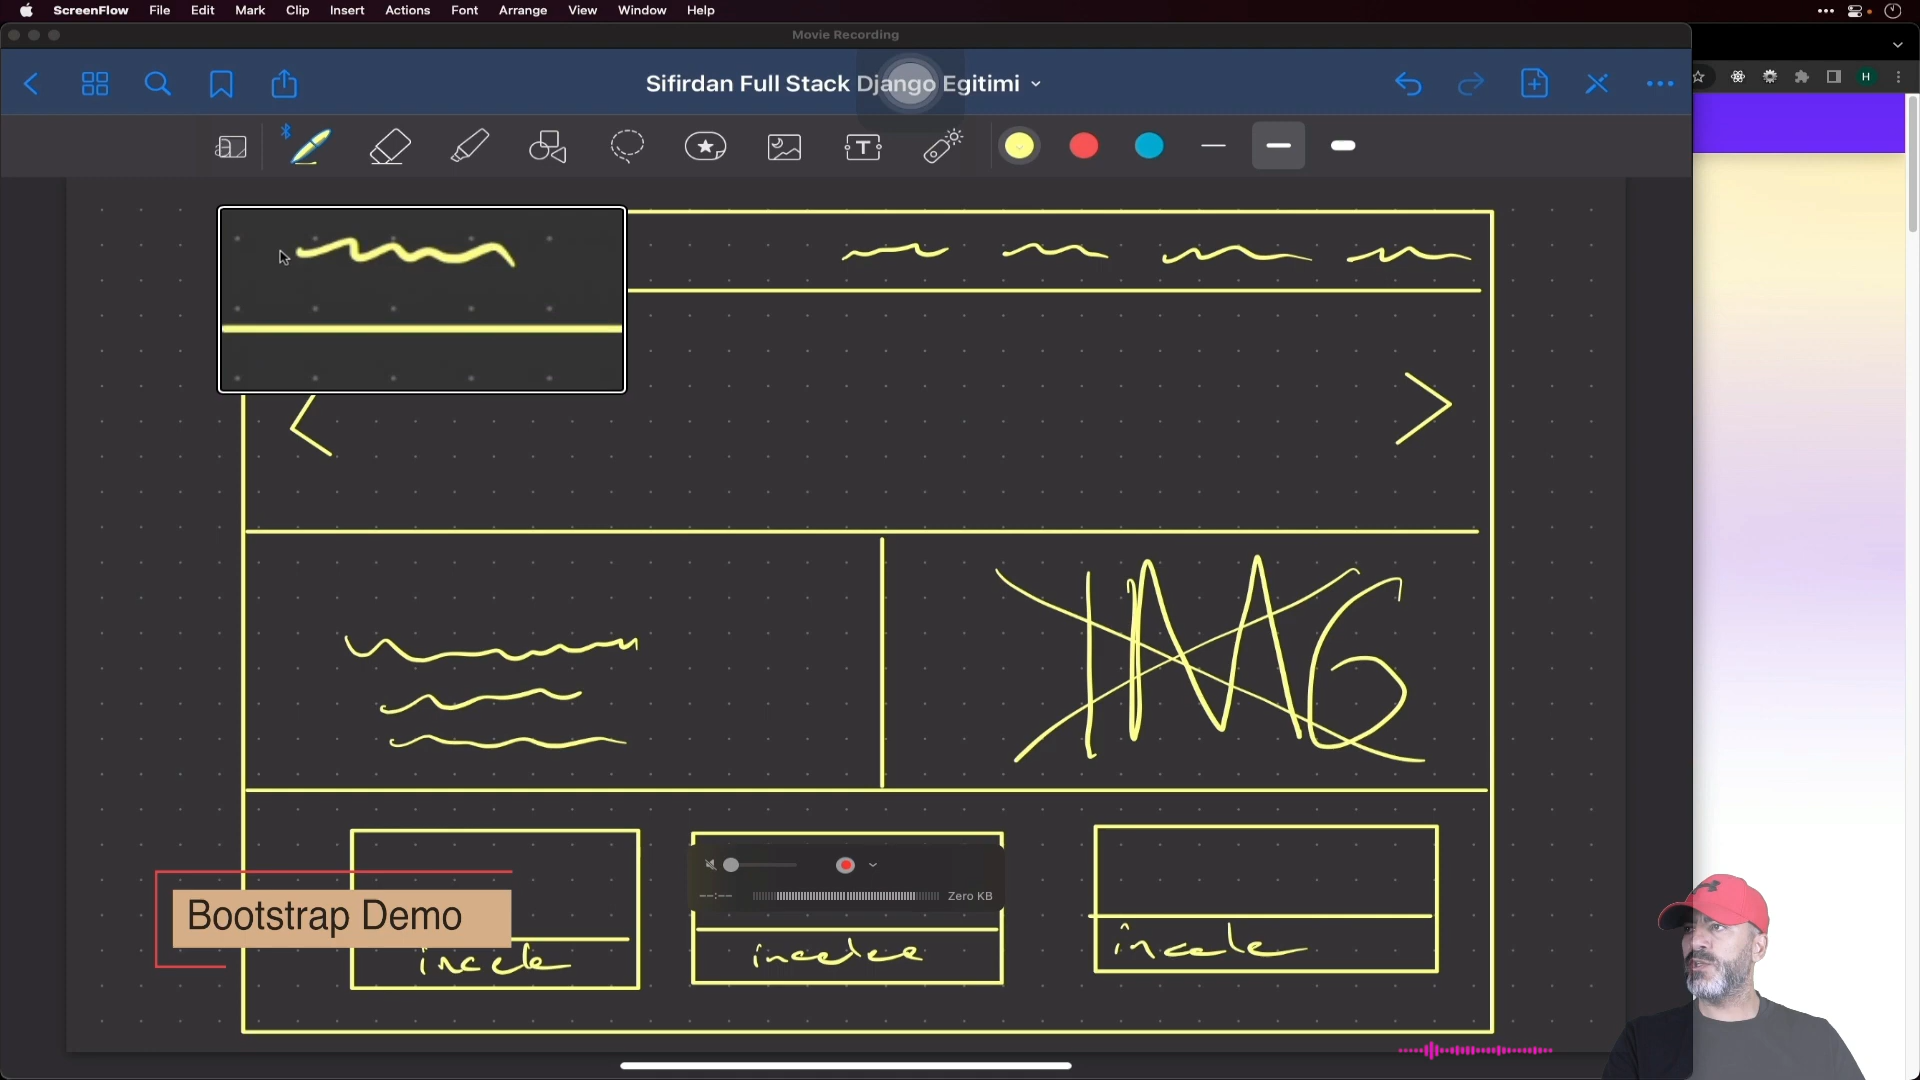 ScreenFlow File Edit Mark Clip Insert Actions Font Arrange View Window Help
Movie Recording
Sifirdan Full Stack Django Egitimi
H
T
IMG
Zero KB
--:--
Bootstrap Demo
incele
incelee
incele